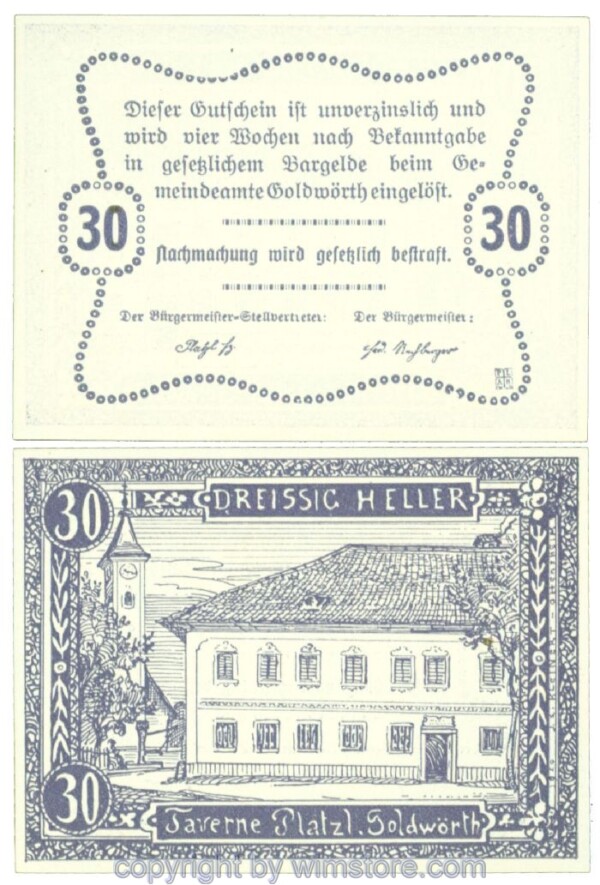 Dieser Gutschein ist unverzinslich und
wird vier Wochen nach Bekanntgabe
in gesetzlichem Bargelde beim Ge-
meindeamte Goldwörth eingelöst.
30
30
Nachmachung wird gesetzlich bestraft.
Der Bürgermeister-Stellvertreter: Der Bürgermeister:
30
DREISSIG HELLER
30
Taverne Platzl. Goldwörth
copyright by wimstore.com